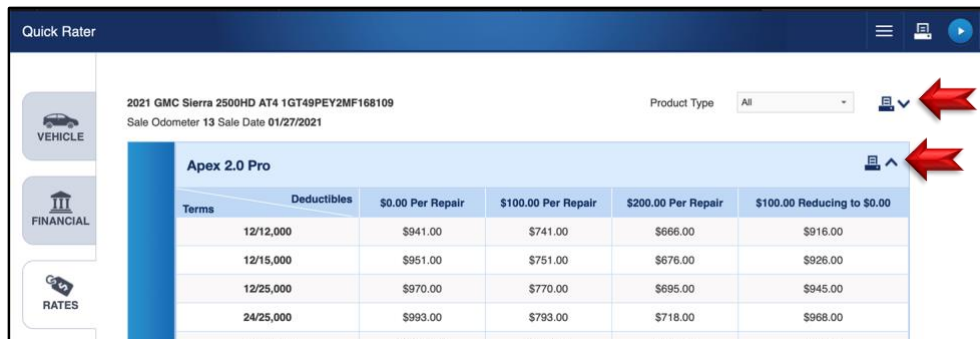 Quick Rater
VEHICLE
FINANCIAL
RATES
2021 GMC Sierra 2500HD AT4 1GT49PEY2MF168109
Sale Odometer 13 Sale Date 01/27/2021
Product Type All
Apex 2.0 Pro
Terms Deductibles $0.00 Per Repair $100.00 Per Repair $200.00 Per Repair $100.00 Reducing to $0.00
12/12,000 $941.00 $741.00 $666.00 $916.00
12/15,000 $951.00 $751.00 $676.00 $926.00
12/25,000 $970.00 $770.00 $695.00 $945.00
24/25,000 $993.00 $793.00 $718.00 $968.00